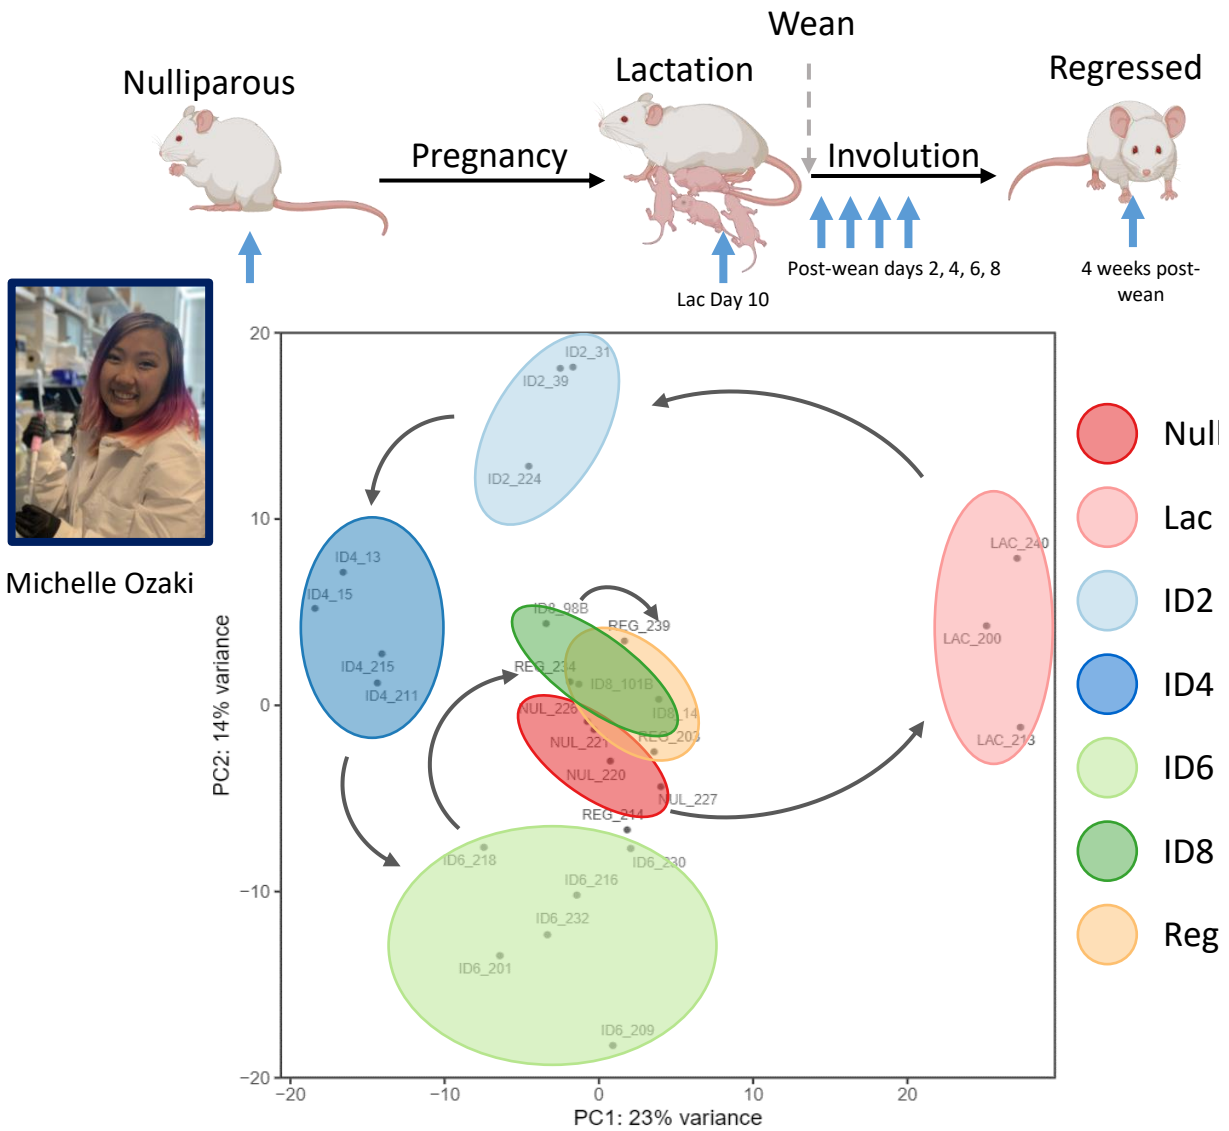 Wean
Nulliparous
Lactation
Regressed
Pregnancy
Involution
Post-wean days 2, 4, 6, 8
4 weeks post-
wean
Lac Day 10
Michelle Ozaki
20
10
0
−10
−20
PC2: 14% variance
ID2_31
ID2_39
ID2_224
ID4_13
ID4_15
ID4_215
ID4_211
ID8_98B
REG_239
REG_234
ID8_101B
ID8_14
NUL_226
REG_203
NUL_221
NUL_220
NUL_227
REG_214
LAC_240
LAC_200
LAC_213
ID6_218
ID6_230
ID6_216
ID6_232
ID6_201
ID6_209
−20
−10
0
10
20
PC1: 23% variance
Null
Lac
ID2
ID4
ID6
ID8
Reg